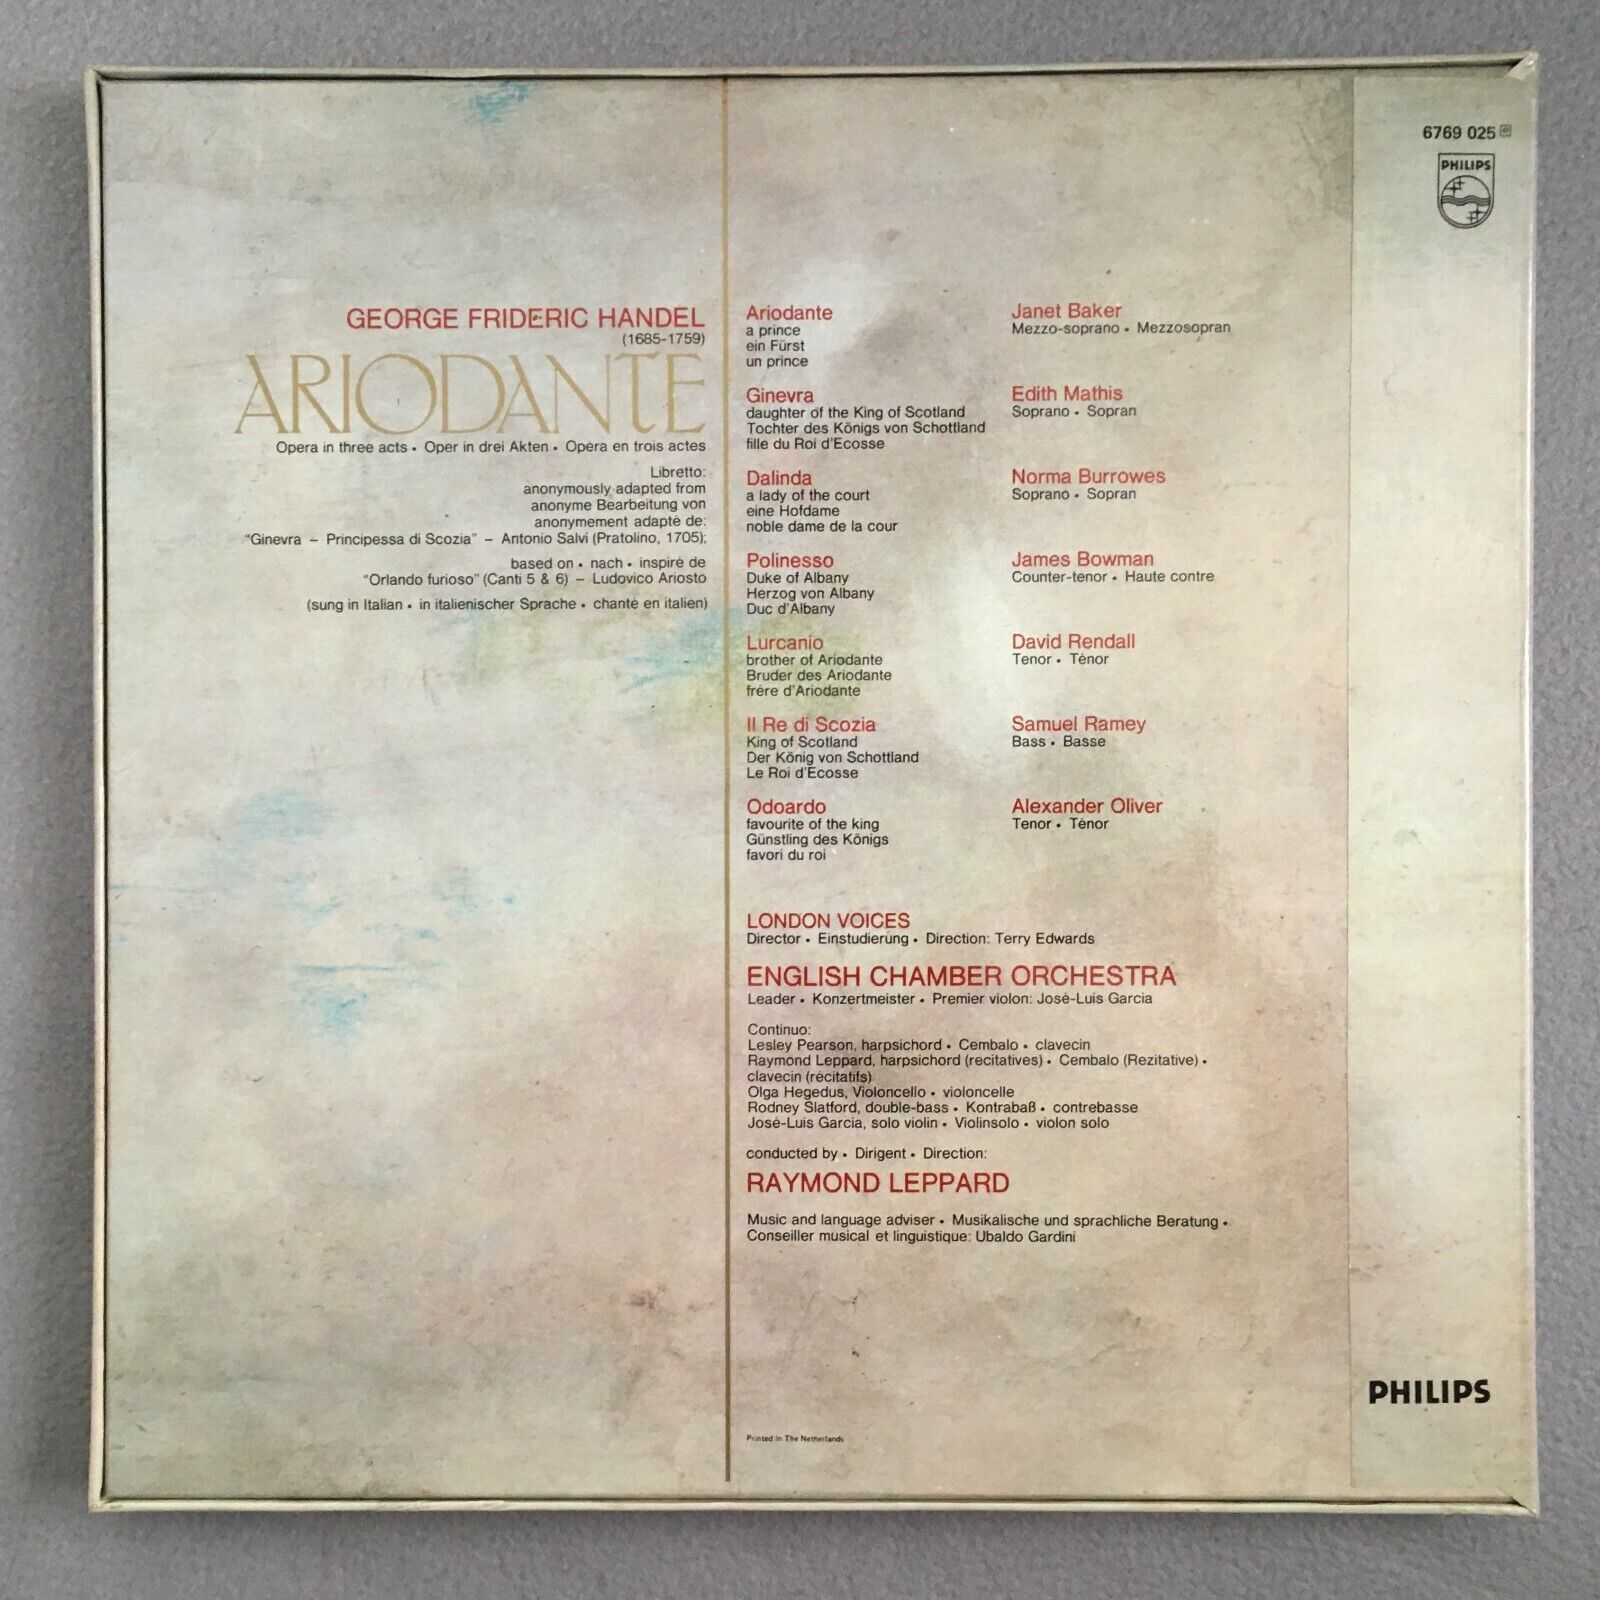 6769 025
PHILIPS
GEORGE FRIDERIC HANDEL
(1685-1759)
ARIODANTE
Opera in three acts • Oper in drei Akten • Opéra en trois actes
Libretto:
anonymously adapted from
anonyme Bearbeitung von
anonymement adapté de:
"Ginevra – Principessa di Scozia" – Antonio Salvi (Pratolino, 1705);
based on • nach • inspiré de
"Orlando furioso" (Canti 5 & 6) – Ludovico Ariosto
(sung in Italian • in italienischer Sprache • chanté en italien)
Ariodante
a prince
ein Fürst
un prince
Janet Baker
Mezzo-soprano • Mezzosopran
Ginevra
daughter of the King of Scotland
Tochter des Königs von Schottland
fille du Roi d'Ecosse
Edith Mathis
Soprano • Sopran
Dalinda
a lady of the court
eine Hofdame
noble dame de la cour
Norma Burrowes
Soprano • Sopran
Polinesso
Duke of Albany
Herzog von Albany
Duc d'Albany
James Bowman
Counter-tenor • Haute contre
Lurcanio
brother of Ariodante
Bruder des Ariodante
frère d'Ariodante
David Rendall
Tenor • Ténor
Il Re di Scozia
King of Scotland
Der König von Schottland
Le Roi d'Ecosse
Samuel Ramey
Bass • Basse
Odoardo
favourite of the king
Günstling des Königs
favori du roi
Alexander Oliver
Tenor • Ténor
LONDON VOICES
Director • Einstudierung • Direction: Terry Edwards
ENGLISH CHAMBER ORCHESTRA
Leader • Konzertmeister • Premier violon: José-Luis Garcia
Continuo:
Lesley Pearson, harpsichord • Cembalo • clavecin
Raymond Leppard, harpsichord (recitatives) • Cembalo (Rezitative) •
clavecin (récitatifs)
Olga Hegedus, Violoncello • violoncelle
Rodney Slatford, double-bass • Kontrabaß • contrebasse
José-Luis Garcia, solo violin • Violinsolo • violon solo
conducted by • Dirigent • Direction:
RAYMOND LEPPARD
Music and language adviser • Musikalische und sprachliche Beratung •
Conseiller musical et linguistique: Ubaldo Gardini
Printed in The Netherlands
PHILIPS